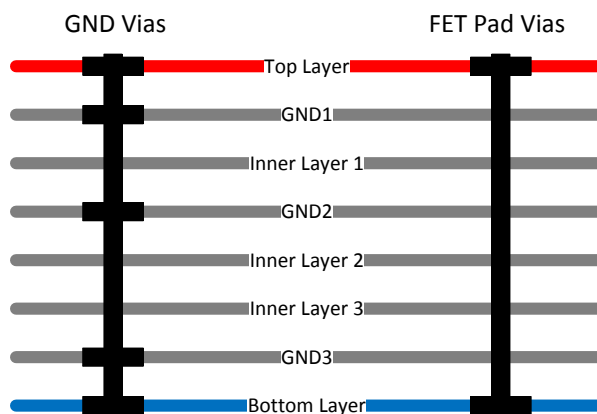 GND Vias
FET Pad Vias
Top Layer
GND1
Inner Layer 1
GND2
Inner Layer 2
Inner Layer 3
GND3
Bottom Layer